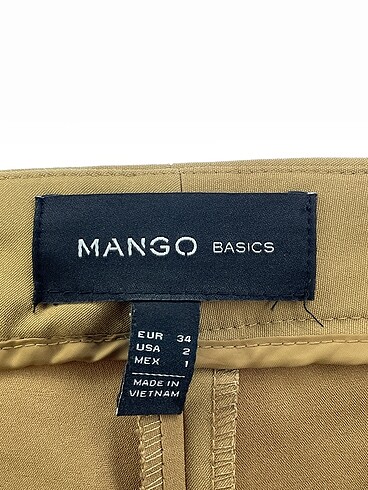 MANGO BASICS
EUR 34
USA 2
MEX 1
MADE IN
VIETNAM